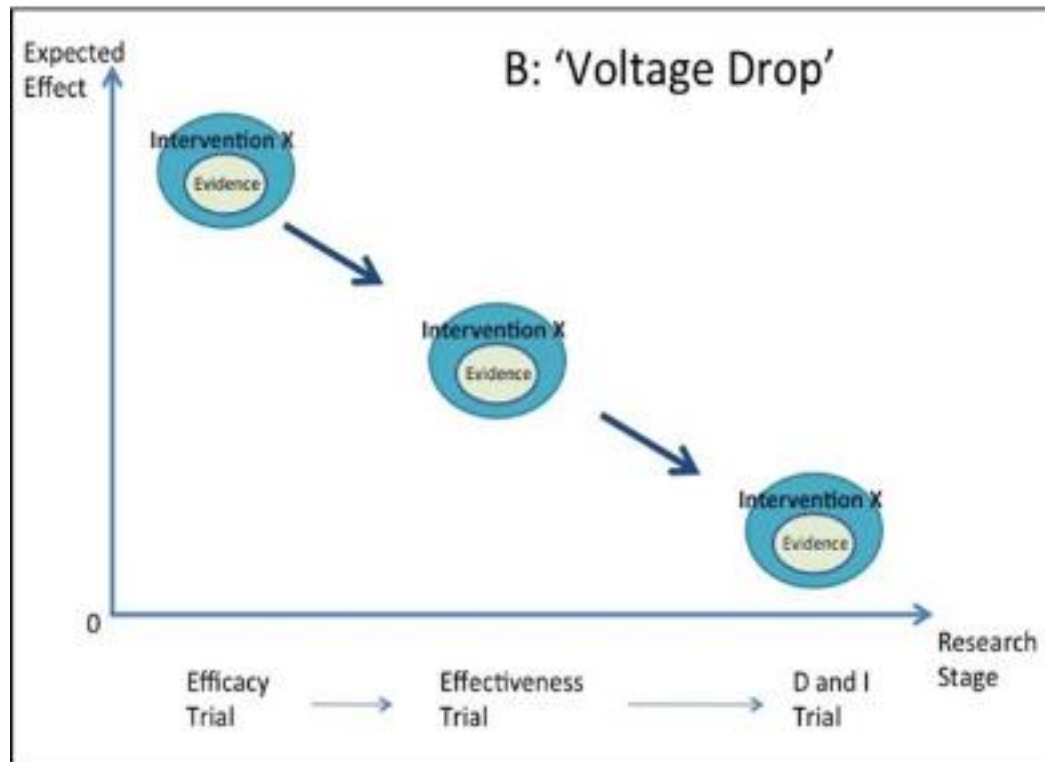 Expected
Effect
B: 'Voltage Drop'
Intervention X
Evidence
Intervention X
Evidence
Intervention X
Evidence
0
Research
Stage
Efficacy
Trial
Effectiveness
Trial
D and I
Trial